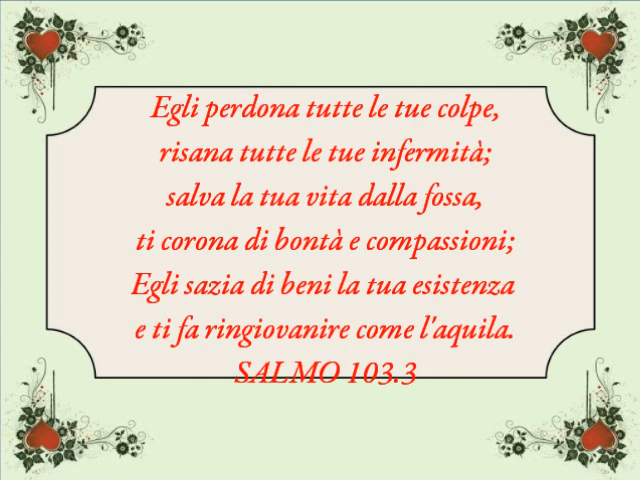 Egli perdona tutte le tue colpe,
risana tutte le tue infermità;
salva la tua vita dalla fossa,
ti corona di bontà e compassioni;
Egli sazia di beni la tua esistenza
e ti fa ringiovanire come l'aquila.
SALMO 103.3